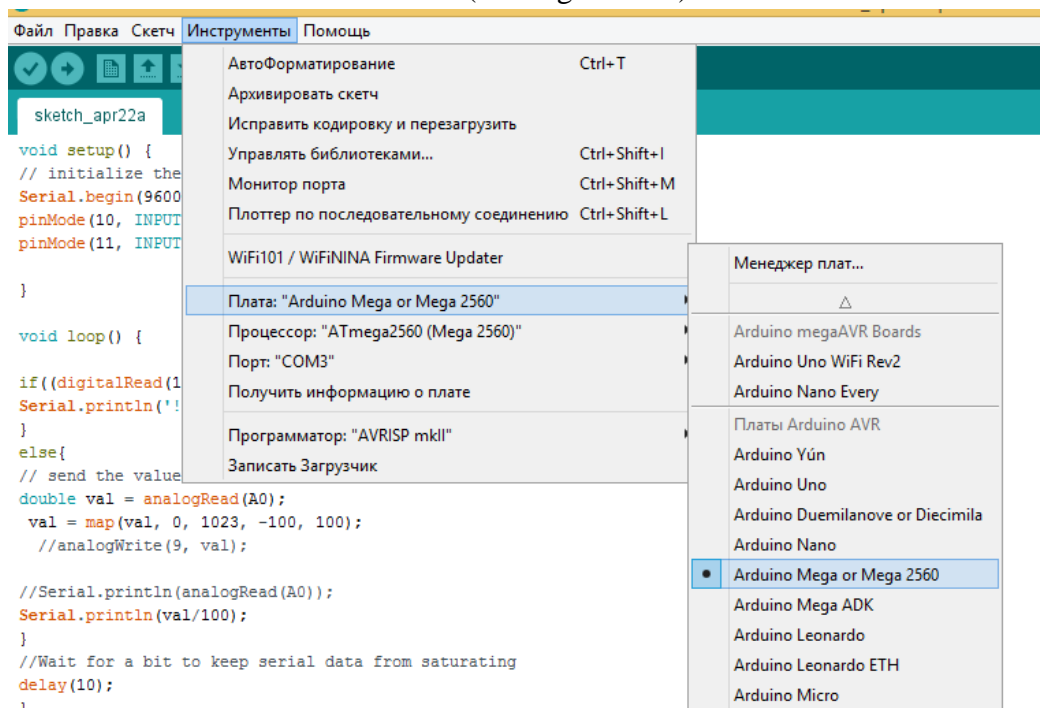 Файл Правка Скетч Инструменты Помощь
АвтоФорматирование Ctrl+T
Архивировать скетч
Исправить кодировку и перезагрузить
Управлять библиотеками... Ctrl+Shift+I
Монитор порта Ctrl+Shift+M
Плоттер по последовательному соединению Ctrl+Shift+L
WiFi101 / WiFiNINA Firmware Updater
Плата: "Arduino Mega or Mega 2560"
Процессор: "ATmega2560 (Mega 2560)"
Порт: "COM3"
Получить информацию о плате
Программатор: "AVRISP mkII"
Записать Загрузчик
Менеджер плат...
Arduino megaAVR Boards
Arduino Uno WiFi Rev2
Arduino Nano Every
Платы Arduino AVR
Arduino Yún
Arduino Uno
Arduino Duemilanove or Diecimila
Arduino Nano
Arduino Mega or Mega 2560
Arduino Mega ADK
Arduino Leonardo
Arduino Leonardo ETH
Arduino Micro
sketch_apr22a
void setup() {
// initialize the
Serial.begin(9600
pinMode(10, INPUT
pinMode(11, INPUT
}
void loop() {
if((digitalRead(1
Serial.println('!
}
else{
// send the value
double val = analogRead(A0);
val = map(val, 0, 1023, -100, 100);
//analogWrite(9, val);
//Serial.println(analogRead(A0));
Serial.println(val/100);
}
//Wait for a bit to keep serial data from saturating
delay(10);